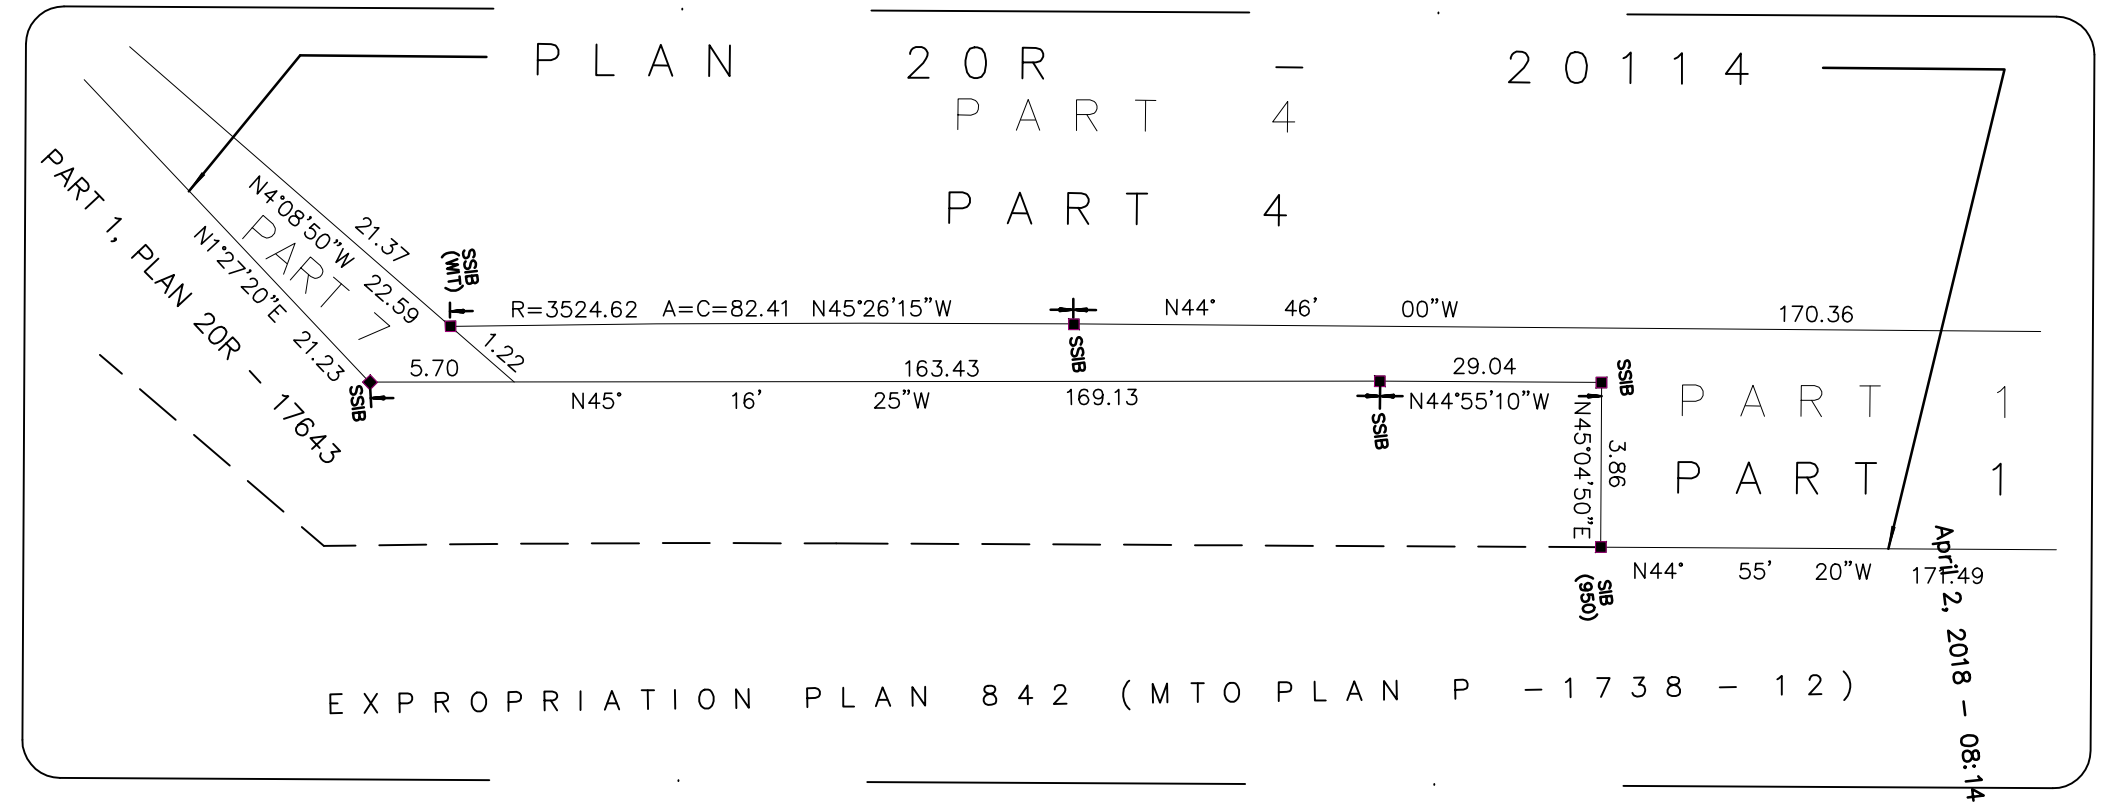 PLAN 20R - 20114
PART 4
PART 4
PART 1, PLAN 20R - 17643
N4°08'50"W
21.37
22.59
PART 7
N1°27'20"E 21.23
SSIB
(WIT)
R=3524.62 A=C=82.41 N45°26'15"W
N44° 46' 00"W
170.36
1.22
SSIB
5.70
163.43
29.04
SSIB
SSIB
N45° 16' 25"W
169.13
N44°55'10"W
SSIB
PART 1
PART 1
N45°04'50"E
3.86
SIB
(950)
N44° 55' 20"W
171.49
April 2, 2018 - 08:14
EXPROPRIATION PLAN 842 (MTO PLAN P -1738 - 12)